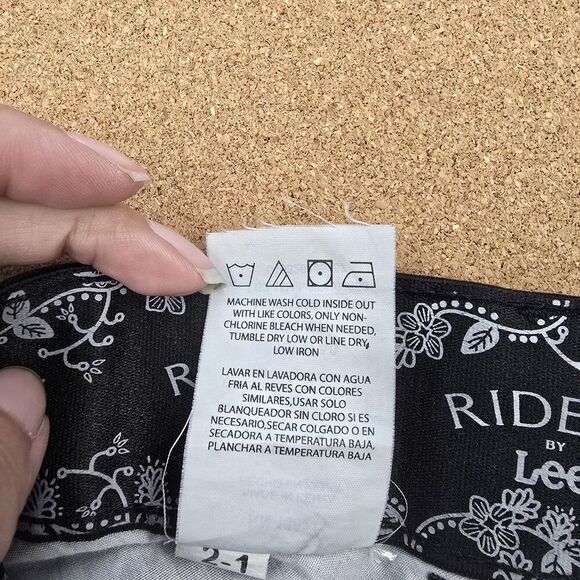 MACHINE WASH COLD INSIDE OUT
WITH LIKE COLORS, ONLY NON-
CHLORINE BLEACH WHEN NEEDED,
TUMBLE DRY LOW OR LINE DRY,
LOW IRON
LAVAR EN LAVADORA CON AGUA
FRIA AL REVES CON COLORES
SIMILARES,USAR SOLO
BLANQUEADOR SIN CLORO SI ES
NECESARIO,SECAR COLGADO O EN
SECADORA A TEMPERATURA BAJA,
PLANCHAR A TEMPERATURA BAJA
2-1
R
RIDE
BY
Lee